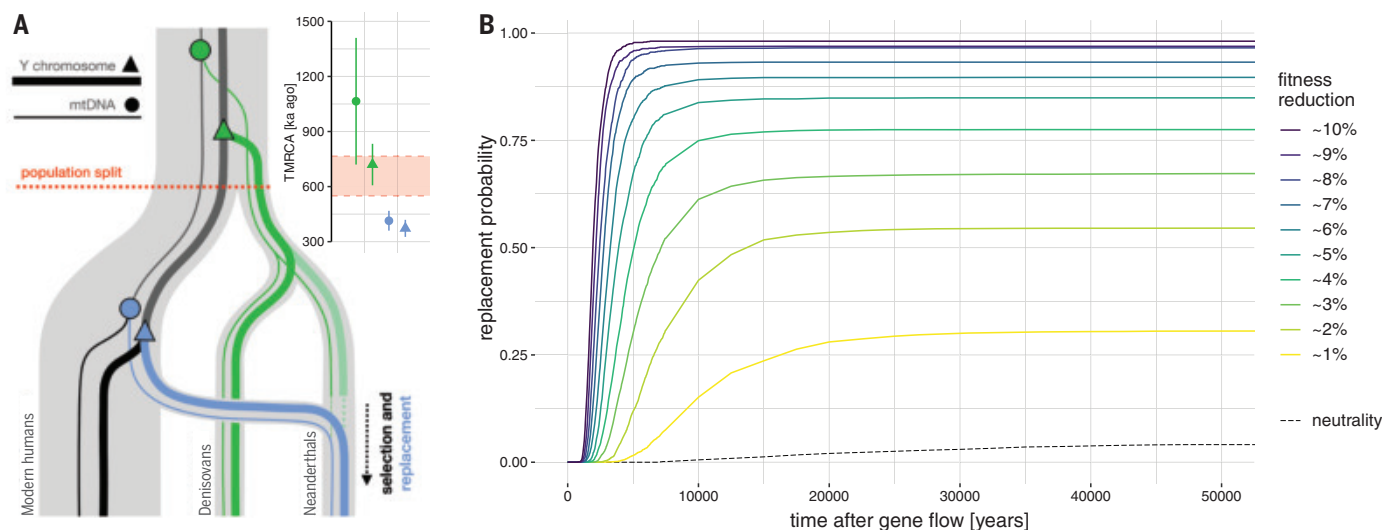 A
Y chromosome
mtDNA
population split
Modern humans
Denisovans
Neanderthals
selection and
replacement
TMRCA [ka ago]
1500
1200
900
600
300
B
replacement probability
1.00
0.75
0.50
0.25
0.00
0
10000
20000
30000
40000
50000
time after gene flow [years]
fitness
reduction
~10%
~9%
~8%
~7%
~6%
~5%
~4%
~3%
~2%
~1%
neutrality